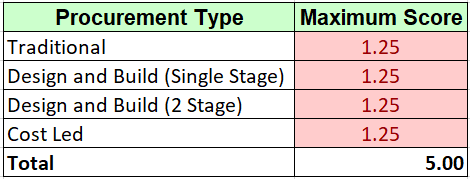 Procurement Type Maximum Score
Traditional 1.25
Design and Build (Single Stage) 1.25
Design and Build (2 Stage) 1.25
Cost Led 1.25
Total 5.00